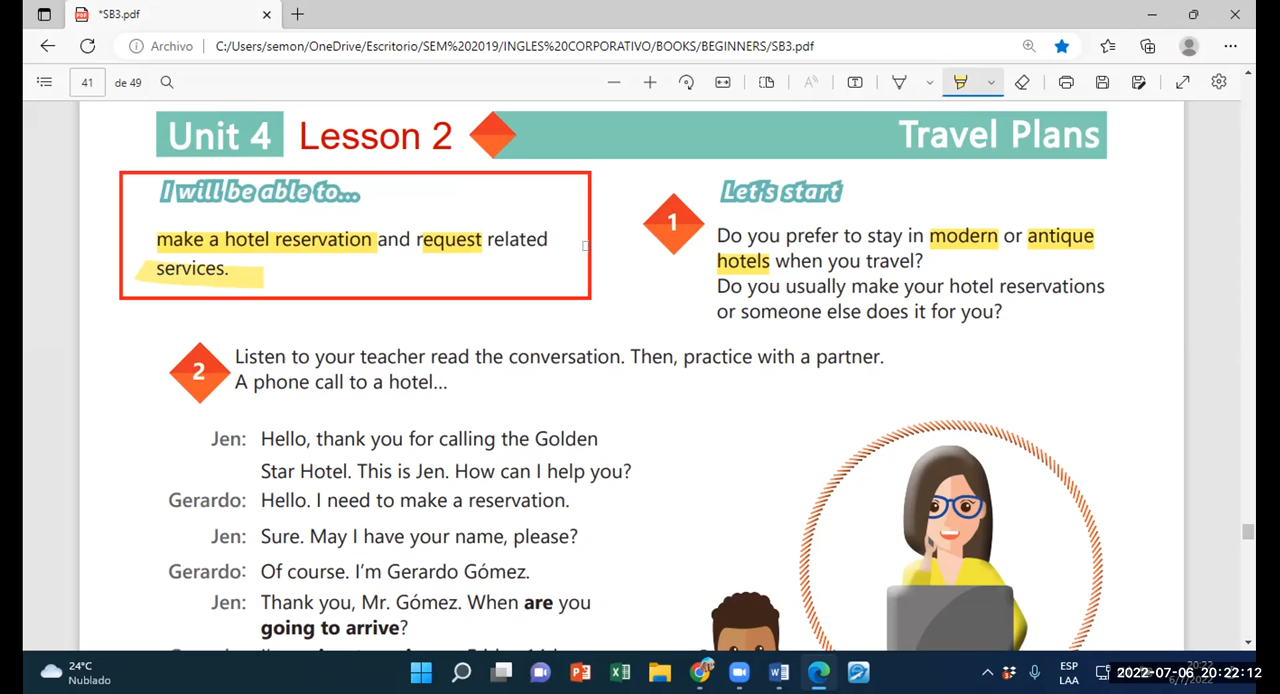 *SB3.pdf
Archivo
C:/Users/semon/OneDrive/Escritorio/SEM%202019/INGLES%20CORPORATIVO/BOOKS/BEGINNERS/SB3.pdf
41 de 49
Unit 4 Lesson 2 Travel Plans
I will be able to...
make a hotel reservation and request related
services.
1
Let's start
Do you prefer to stay in modern or antique
hotels when you travel?
Do you usually make your hotel reservations
or someone else does it for you?
2
Listen to your teacher read the conversation. Then, practice with a partner.
A phone call to a hotel...
Jen: Hello, thank you for calling the Golden
Star Hotel. This is Jen. How can I help you?
Gerardo: Hello. I need to make a reservation.
Jen: Sure. May I have your name, please?
Gerardo: Of course. I'm Gerardo Gómez.
Jen: Thank you, Mr. Gómez. When are you
going to arrive?
24°C
Nublado
ESP
LAA
2022-07-06 20:22:12